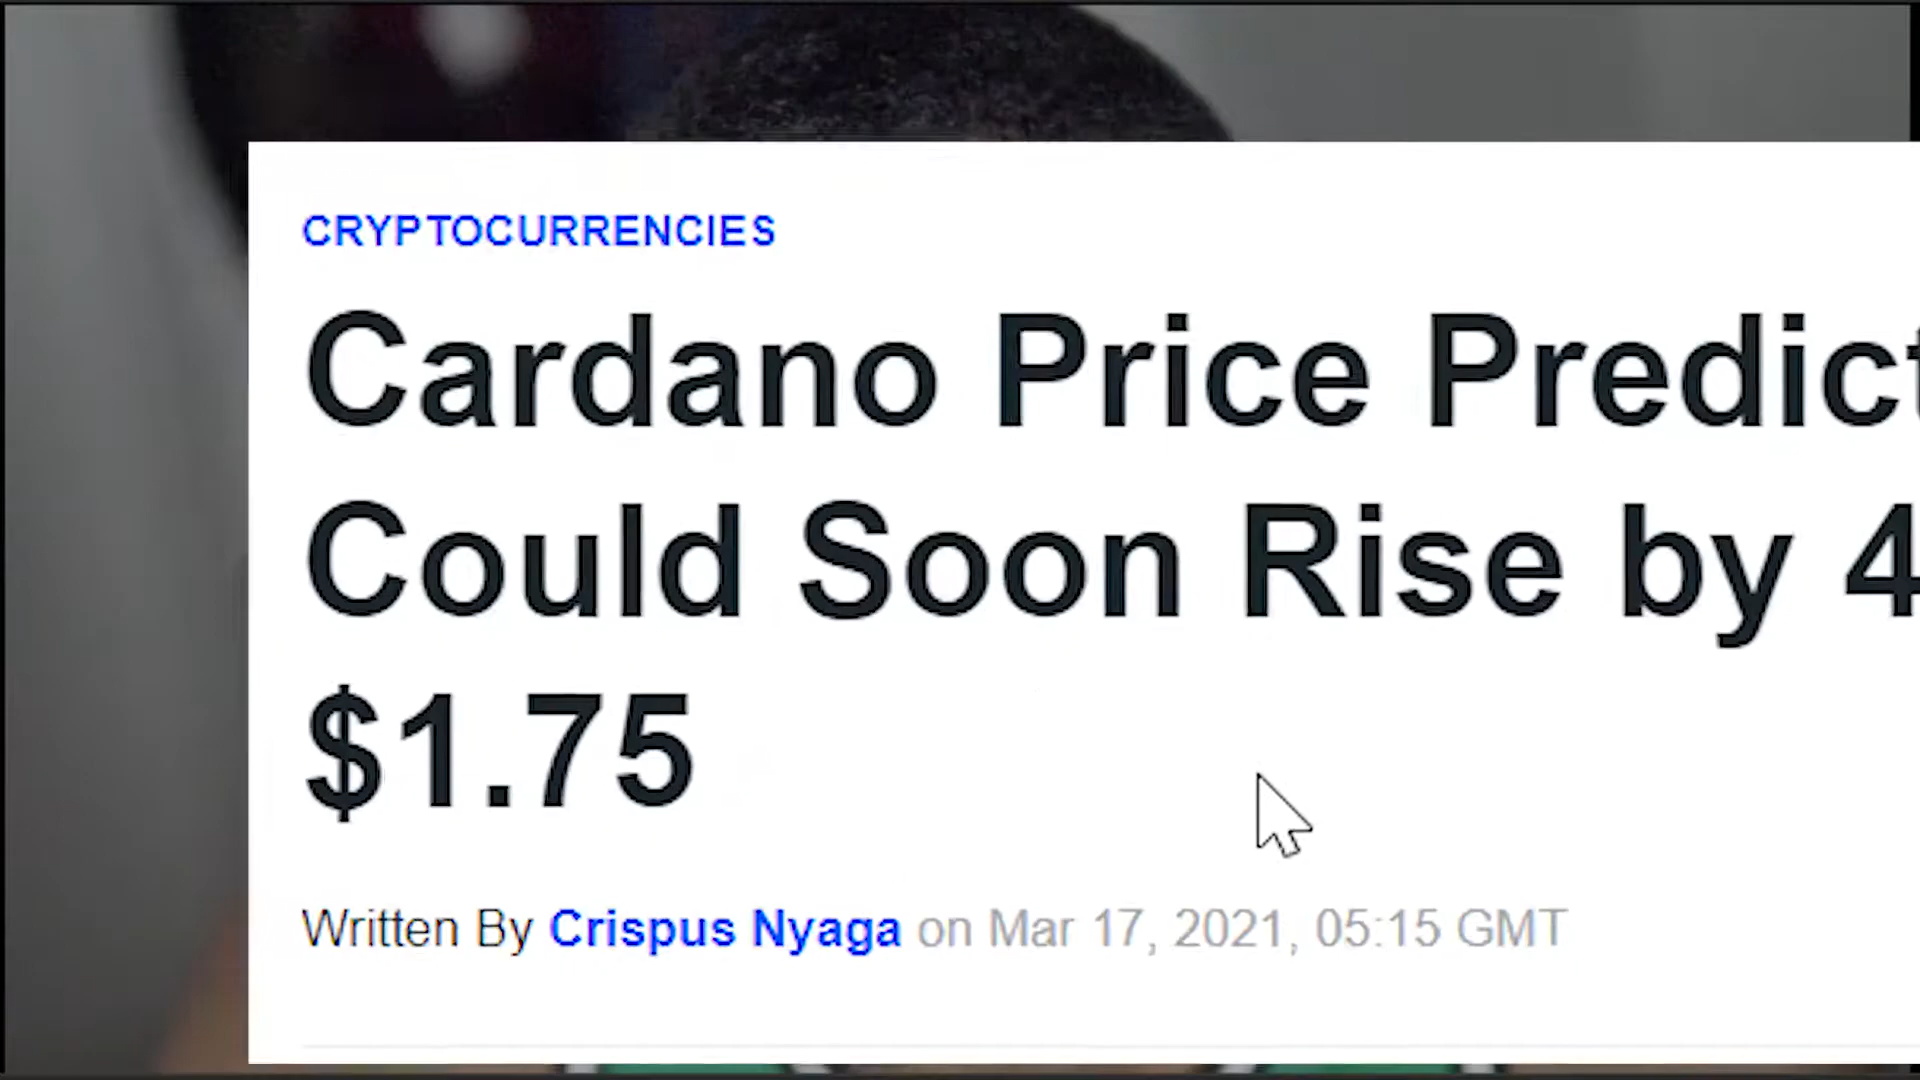 CRYPTOCURRENCIES
Cardano Price Predict
Could Soon Rise by 4
$1.75
Written By Crispus Nyaga on Mar 17, 2021, 05:15 GMT